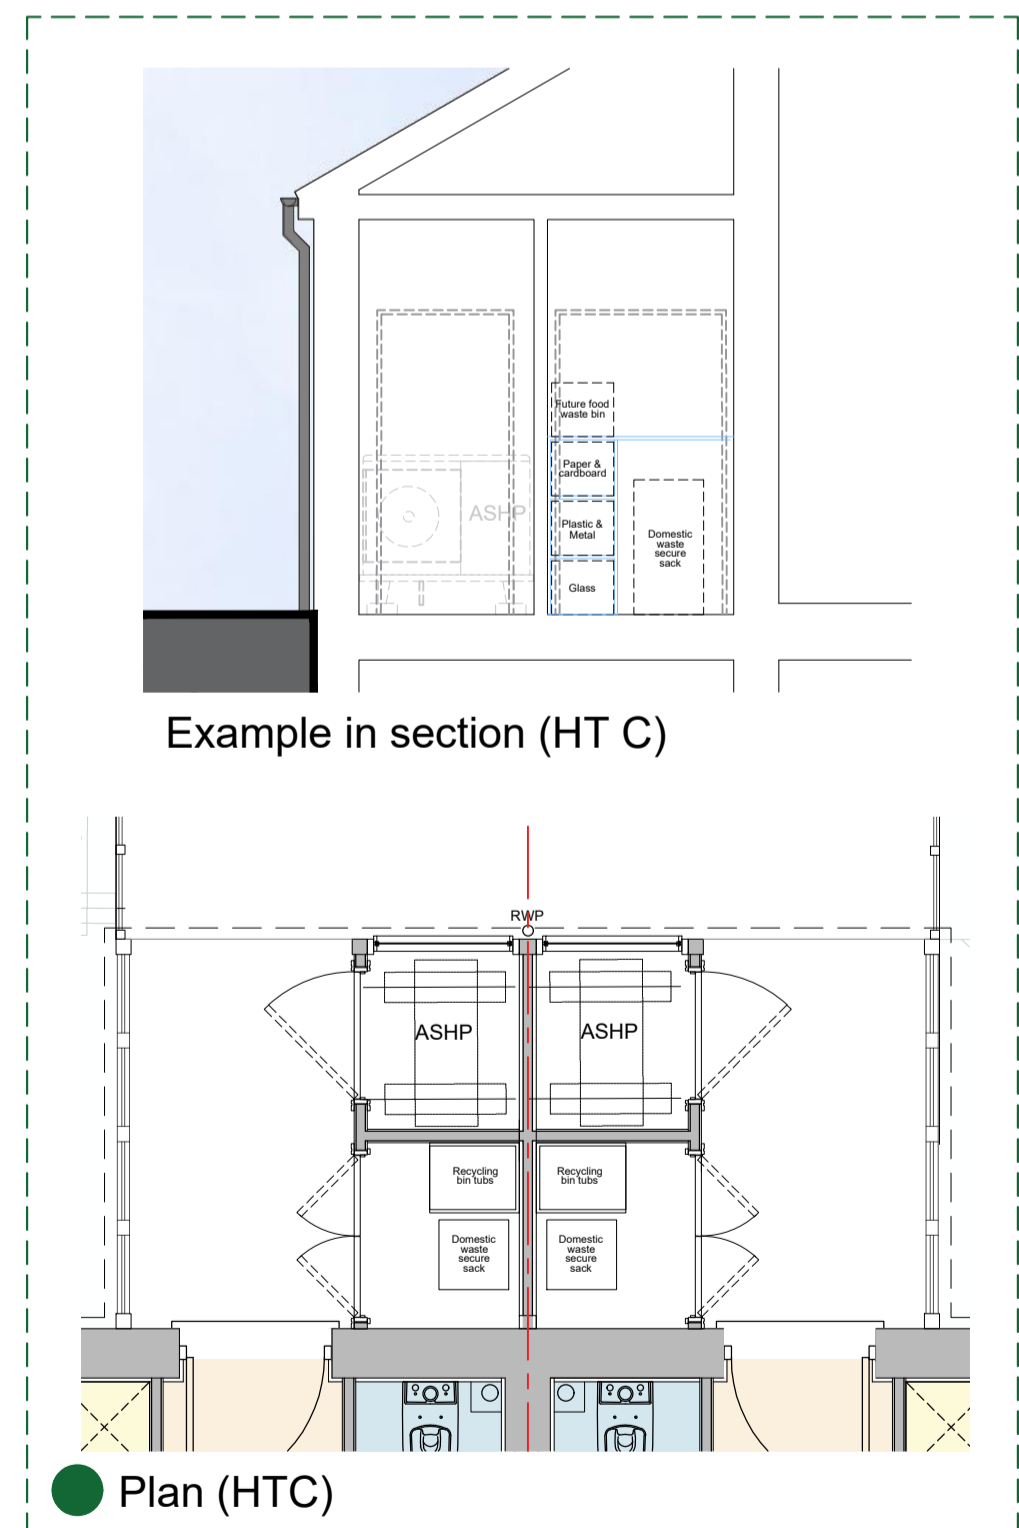 Future food
waste bin
Paper &
cardboard
ASHP
Plastic &
Metal
Domestic
waste
secure
sack
Glass
Example in section (HT C)
RWP
ASHP
ASHP
Recycling
bin tubs
Recycling
bin tubs
Domestic
waste
secure
sack
Domestic
waste
secure
sack
Plan (HTC)